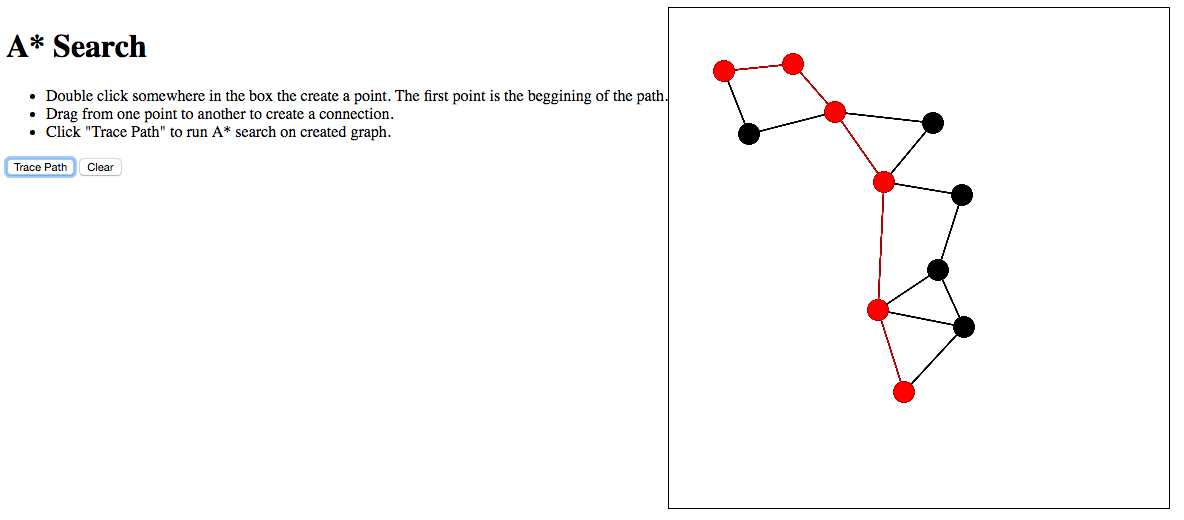 A* Search
• Double click somewhere in the box the create a point. The first point is the beggining of the path.
• Drag from one point to another to create a connection.
• Click "Trace Path" to run A* search on created graph.
Trace Path Clear